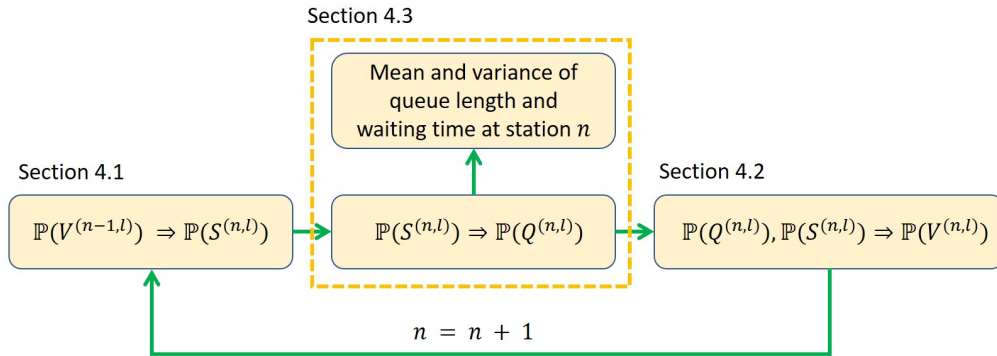 Section 4.3
Mean and variance of
queue length and
waiting time at station n
Section 4.1
Section 4.2
ℙ(V⁽ⁿ⁻¹,ˡ⁾) ⇒ ℙ(S⁽ⁿ,ˡ⁾)
ℙ(S⁽ⁿ,ˡ⁾) ⇒ ℙ(Q⁽ⁿ,ˡ⁾)
ℙ(Q⁽ⁿ,ˡ⁾), ℙ(S⁽ⁿ,ˡ⁾) ⇒ ℙ(V⁽ⁿ,ˡ⁾)
n = n + 1